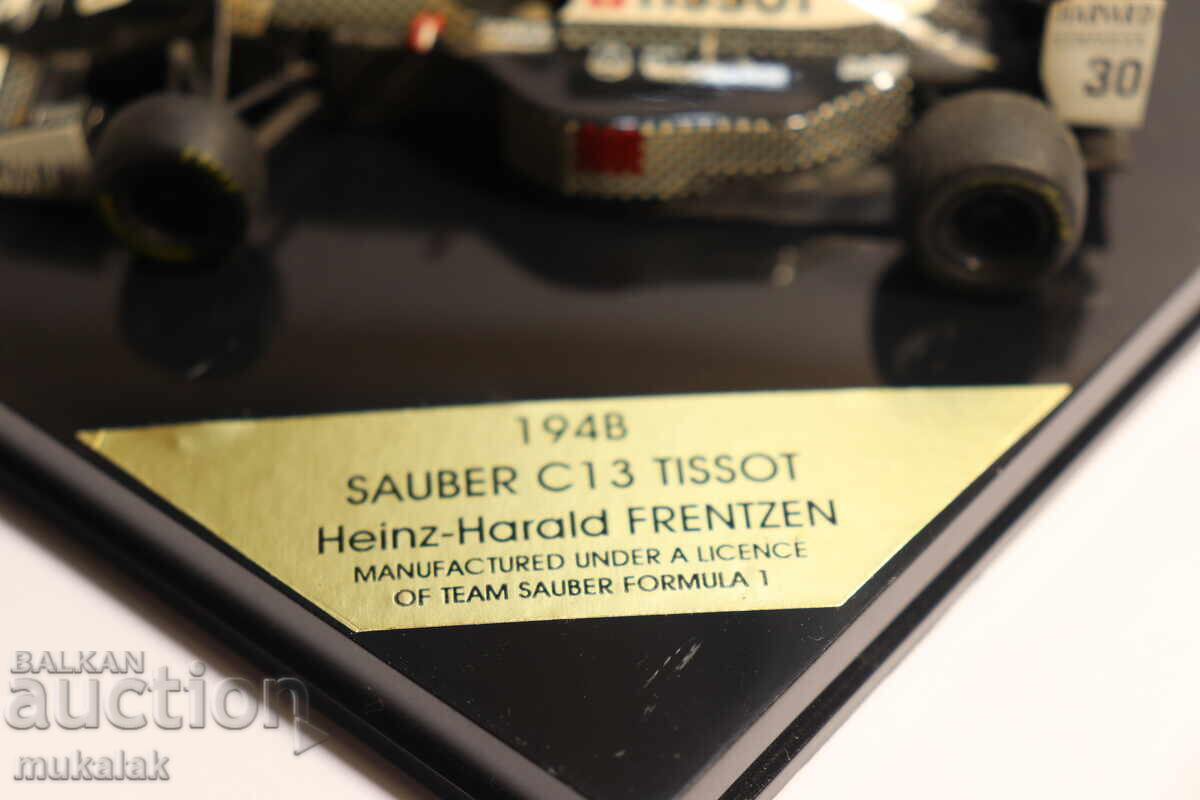 TISSOT
30
194B
SAUBER C13 TISSOT
Heinz-Harald FRENTZEN
MANUFACTURED UNDER A LICENCE
OF TEAM SAUBER FORMULA 1
BALKAN
auction
mukalak